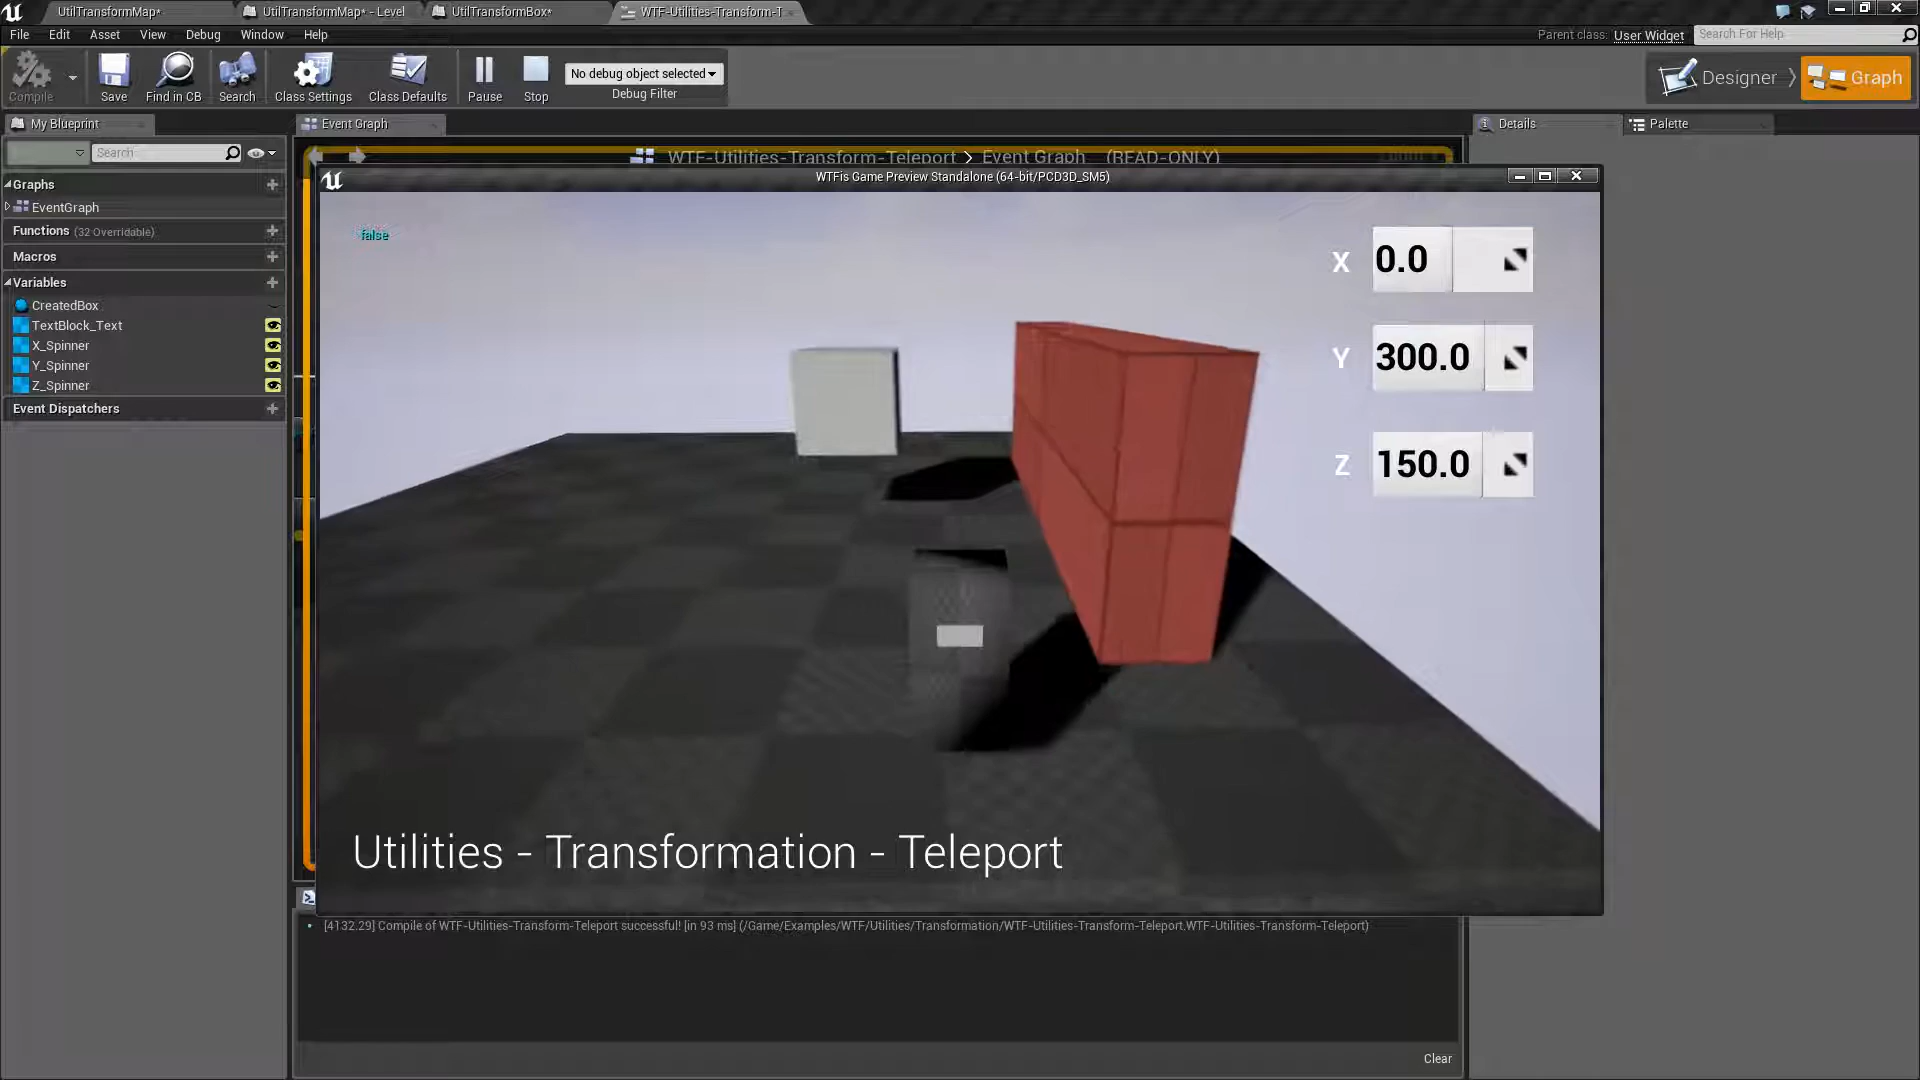 UtilTransformMap*
UtilTransformMap* - Level
UtilTransformBox*
WTF-Utilities-Transform-T
File Edit Asset View Debug Window Help
Parent class: User Widget
Search For Help
Compile
Save
Find in CB
Search
Class Settings
Class Defaults
Pause
Stop
No debug object selected
Debug Filter
Designer
Graph
My Blueprint
Event Graph
Details
Palette
Search
WTF-Utilities-Transform-Teleport > Event Graph (READ-ONLY)
WTFis Game Preview Standalone (64-bit/PCD3D_SM5)
Graphs
EventGraph
Functions (32 Overridable)
Macros
Variables
CreatedBox
TextBlock_Text
X_Spinner
Y_Spinner
Z_Spinner
Event Dispatchers
false
X 0.0
Y 300.0
Z 150.0
Utilities - Transformation - Teleport
[4132.29] Compile of WTF-Utilities-Transform-Teleport successful! [in 93 ms] (/Game/Examples/WTF/Utilities/Transformation/WTF-Utilities-Transform-Teleport.WTF-Utilities-Transform-Teleport)
Clear